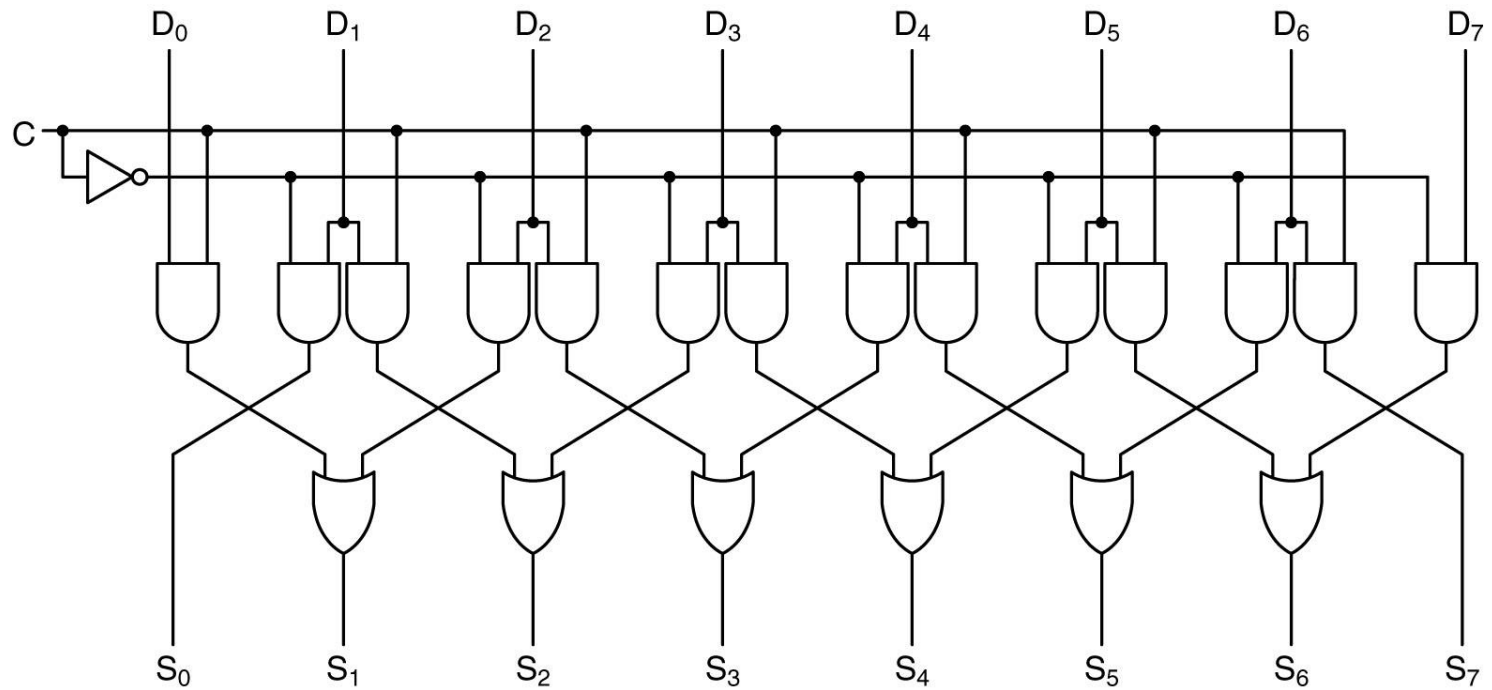 D₀ D₁ D₂ D₃ D₄ D₅ D₆ D₇
C
S₀ S₁ S₂ S₃ S₄ S₅ S₆ S₇